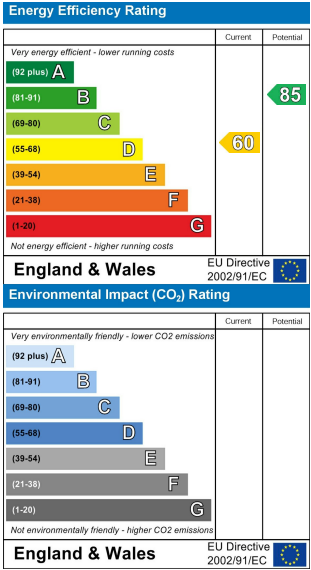 Energy Efficiency Rating
Current Potential
Very energy efficient - lower running costs
(92 plus) A
(81-91) B 85
(69-80) C
(55-68) D 60
(39-54) E
(21-38) F
(1-20) G
Not energy efficient - higher running costs
England & Wales EU Directive 2002/91/EC
Environmental Impact (CO2) Rating
Current Potential
Very environmentally friendly - lower CO2 emissions
(92 plus) A
(81-91) B
(69-80) C
(55-68) D
(39-54) E
(21-38) F
(1-20) G
Not environmentally friendly - higher CO2 emissions
England & Wales EU Directive 2002/91/EC